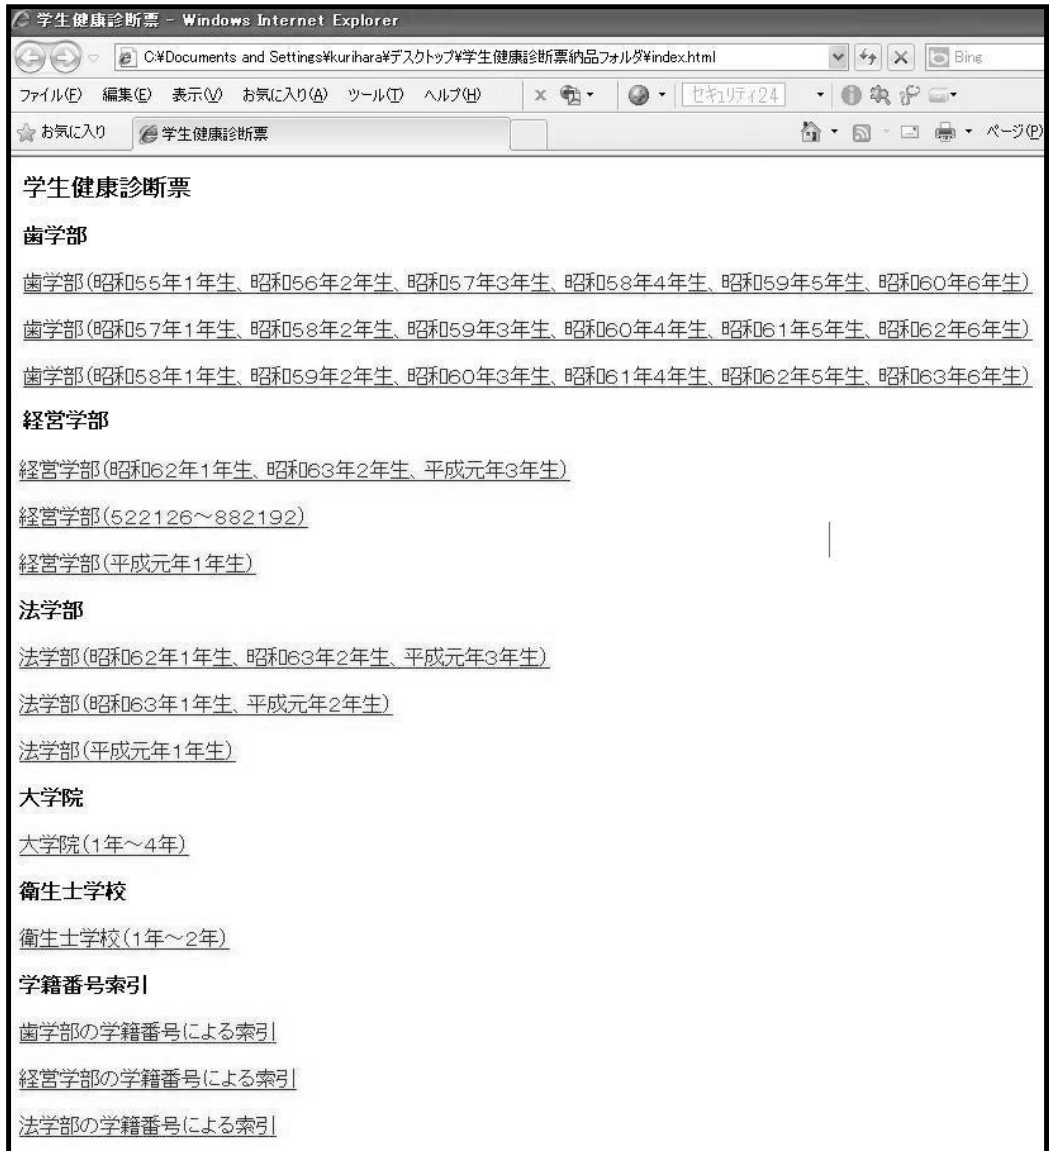 学生健康診断票 - Windows Internet Explorer
C:¥Documents and Settings¥kurihara¥デスクトップ¥学生健康診断票納品フォルダ¥index.html
Bing
ファイル(F) 編集(E) 表示(V) お気に入り(A) ツール(T) ヘルプ(H) x セキュリティ24
お気に入り 学生健康診断票 ページ(P)
学生健康診断票
歯学部
歯学部(昭和55年1年生、昭和56年2年生、昭和57年3年生、昭和58年4年生、昭和59年5年生、昭和60年6年生)
歯学部(昭和57年1年生、昭和58年2年生、昭和59年3年生、昭和60年4年生、昭和61年5年生、昭和62年6年生)
歯学部(昭和58年1年生、昭和59年2年生、昭和60年3年生、昭和61年4年生、昭和62年5年生、昭和63年6年生)
経営学部
経営学部(昭和62年1年生、昭和63年2年生、平成元年3年生)
経営学部(522126～882192)
経営学部(平成元年1年生)
法学部
法学部(昭和62年1年生、昭和63年2年生、平成元年3年生)
法学部(昭和63年1年生、平成元年2年生)
法学部(平成元年1年生)
大学院
大学院(1年～4年)
衛生士学校
衛生士学校(1年～2年)
学籍番号索引
歯学部の学籍番号による索引
経営学部の学籍番号による索引
法学部の学籍番号による索引